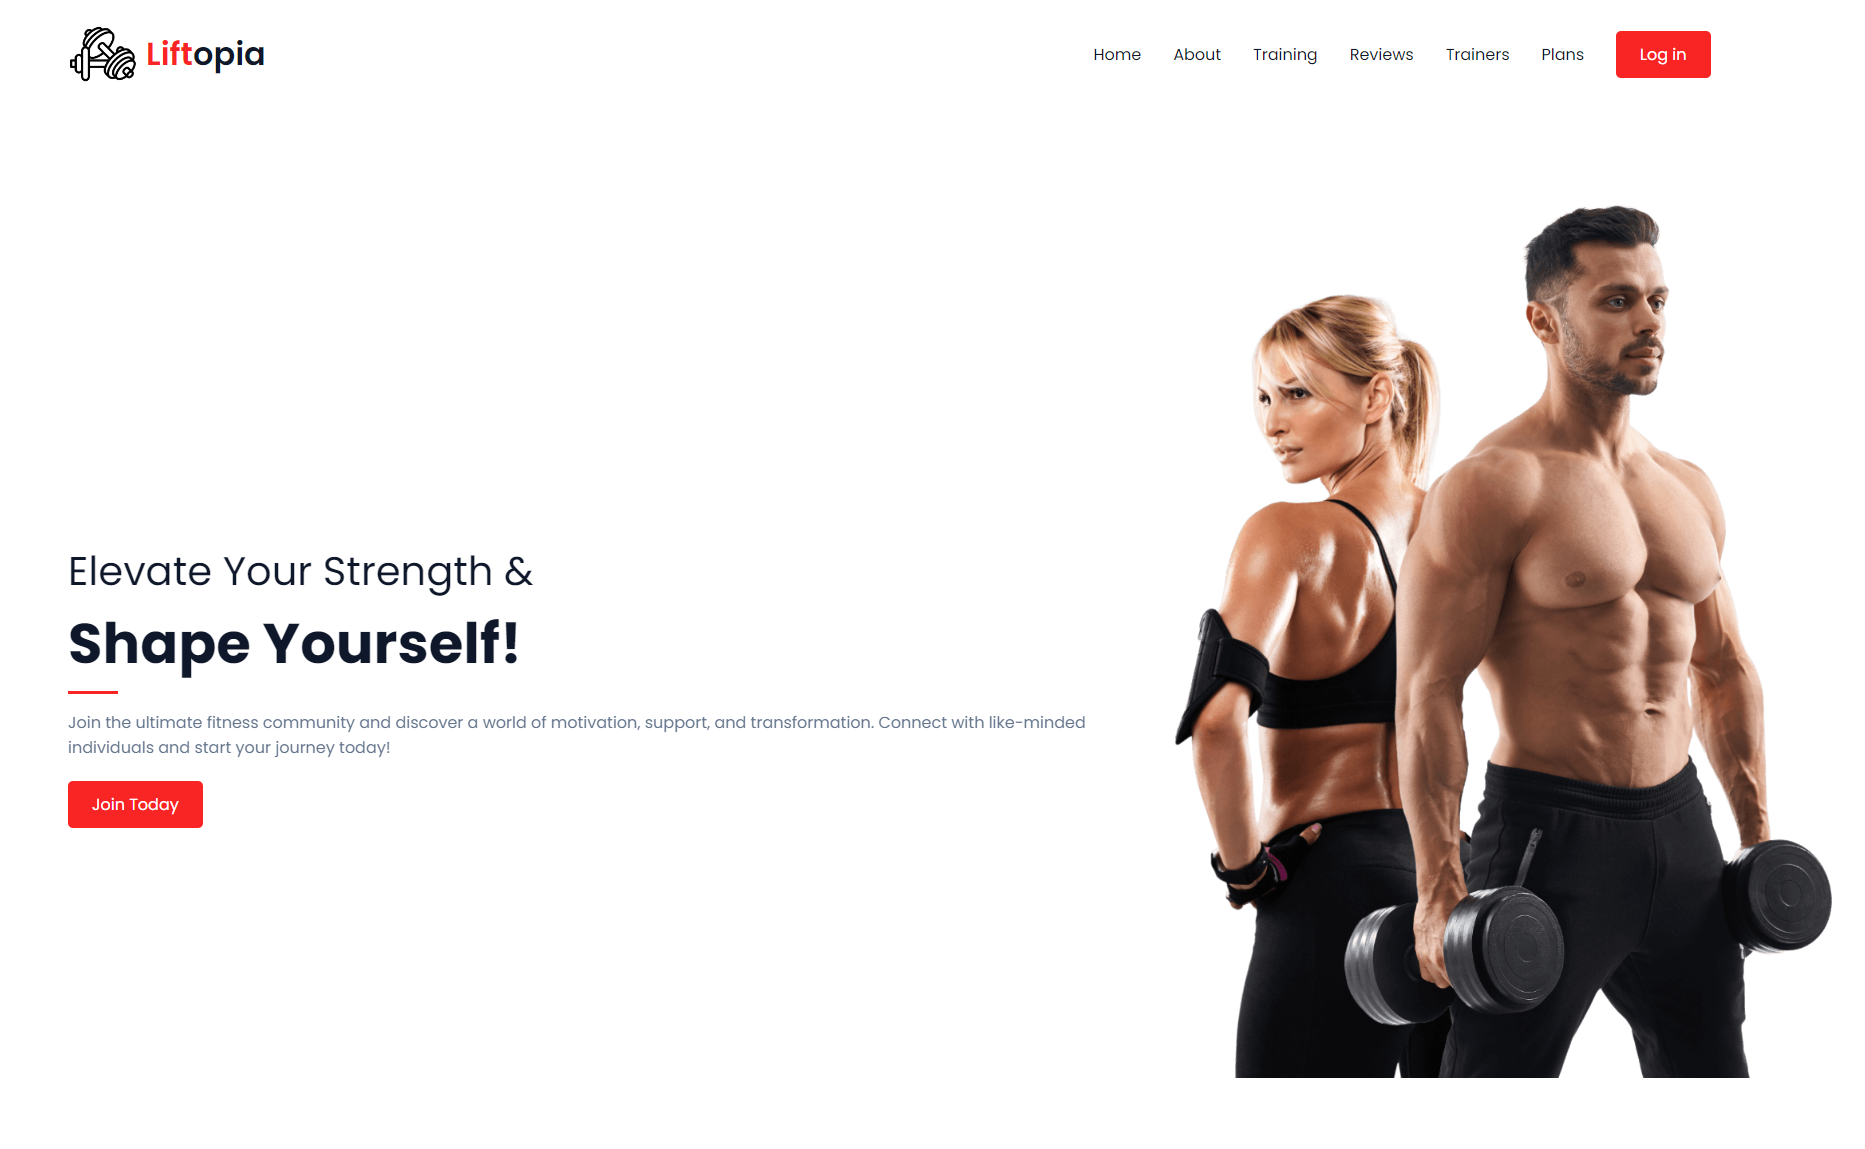 Liftopia
Home About Training Reviews Trainers Plans Log in
Elevate Your Strength &
Shape Yourself!
Join the ultimate fitness community and discover a world of motivation, support, and transformation. Connect with like-minded
individuals and start your journey today!
Join Today